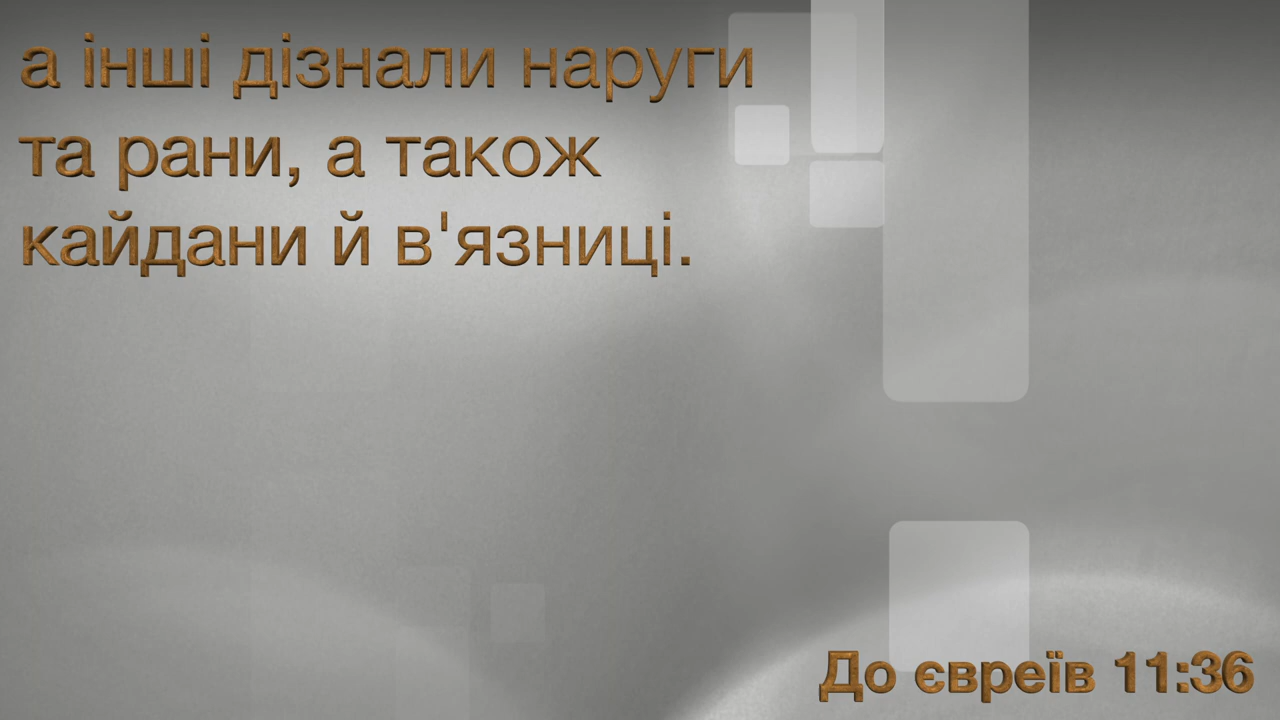 а інші дізнали наруги
та рани, а також
кайдани й в'язниці.
До євреїв 11:36